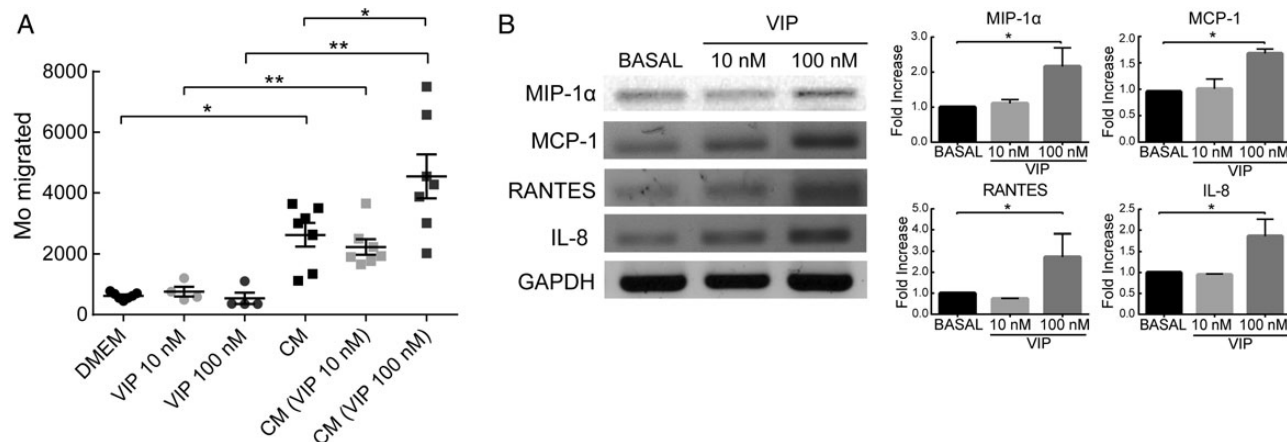 A
*
**
**
*
8000
6000
4000
2000
0
Mo migrated
DMEM
VIP 10 nM
VIP 100 nM
CM
CM (VIP 10 nM)
CM (VIP 100 nM)
B
VIP
BASAL 10 nM 100 nM
MIP-1α
MCP-1
RANTES
IL-8
GAPDH
MIP-1α
*
3.0
2.0
1.0
0.0
Fold Increase
BASAL 10 nM 100 nM
VIP
MCP-1
*
2.0
1.5
1.0
0.5
0.0
Fold Increase
BASAL 10 nM 100 nM
VIP
RANTES
*
5.0
4.0
3.0
2.0
1.0
0.0
Fold Increase
BASAL 10 nM 100 nM
VIP
IL-8
*
2.5
2.0
1.5
1.0
0.5
0.0
Fold Increase
BASAL 10 nM 100 nM
VIP